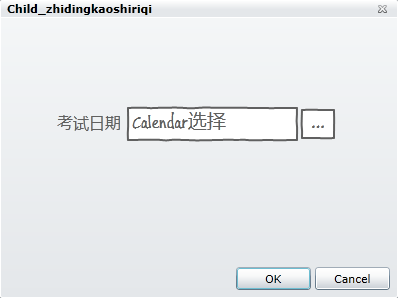 Child_zhidingkaoshiriqi
考试日期 Calendar选择 ...
OK Cancel